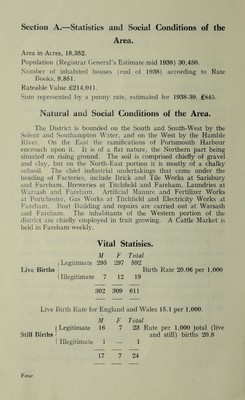 Section A.—Statistics and Social Conditions of the
Area.
Area in Acres, 18,352.
Population (Registrar General's Estimate mid 1938) 30,450.
Number of inhabited houses (end of 1938) according to Rate
Books, 9,851.
Rateable Value £214,011.
Sum represented by a penny rate, estimated for 1938-39, £845.
Natural and Social Conditions of the Area.
The District is bounded on the South and South-West by the
Solent and Southampton Water, and on the West by the Hamble
River. On the East the ramifications of Portsmouth Harbour
encroach upon it. It is of a flat nature, the Northern part being
situated on rising ground. The soil is comprised chiefly of gravel
and clay, but on the North-East portion it is mostly of a chalky
subsoil. The chief industrial undertakings that come under the
heading of Factories, include Brick and Tile Works at Sarisbury
and Fareham, Breweries at Titchfield and Fareham, Laundries at
Warsash and Fareham. Artificial Manure and Fertilizer Works
at Portchester, Gas Works at Titchfield and Electricity Works at
Fareham. Boat Building and repairs are carried out at Warsash
and Fareham. The inhabitants of the Western portion of the
district are chiefly employed in fruit growing. A Cattle Market is
held in Fareham weekly.
Vital Statisics.
M F Total
Live Births { Legitimate 295 297 592
Birth Rate 20.06 per 1,000
Illegitimate 7 12 19
302 309 611
Live Birth Rate for England and Wales 15.1 per 1,000.
M F Total
Still Births { Legitimate 16 7 23 Rate per 1,000 total (live
and still) births 20.8
Illegitimate 1 — 1
17 7 24
Four